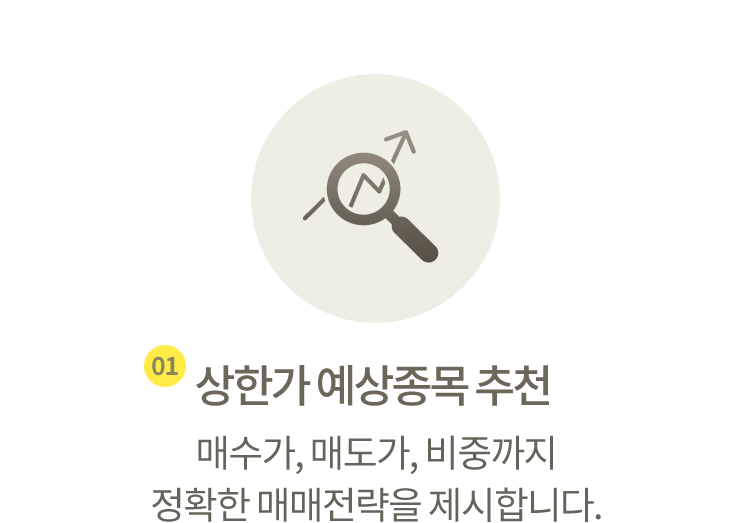 01
상한가 예상종목 추천
매수가, 매도가, 비중까지
정확한 매매전략을 제시합니다.